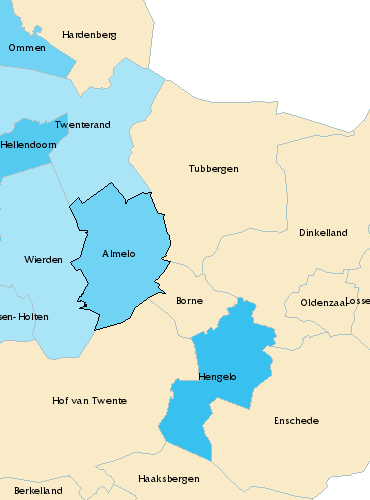 Hardenberg
Ommen
Twenterand
Hellendoorn
Tubbergen
Dinkelland
Almelo
Wierden
Borne
Oldenzaal
Losse
sen-Holten
Hengelo
Hof van Twente
Enschede
Haaksbergen
Berkelland